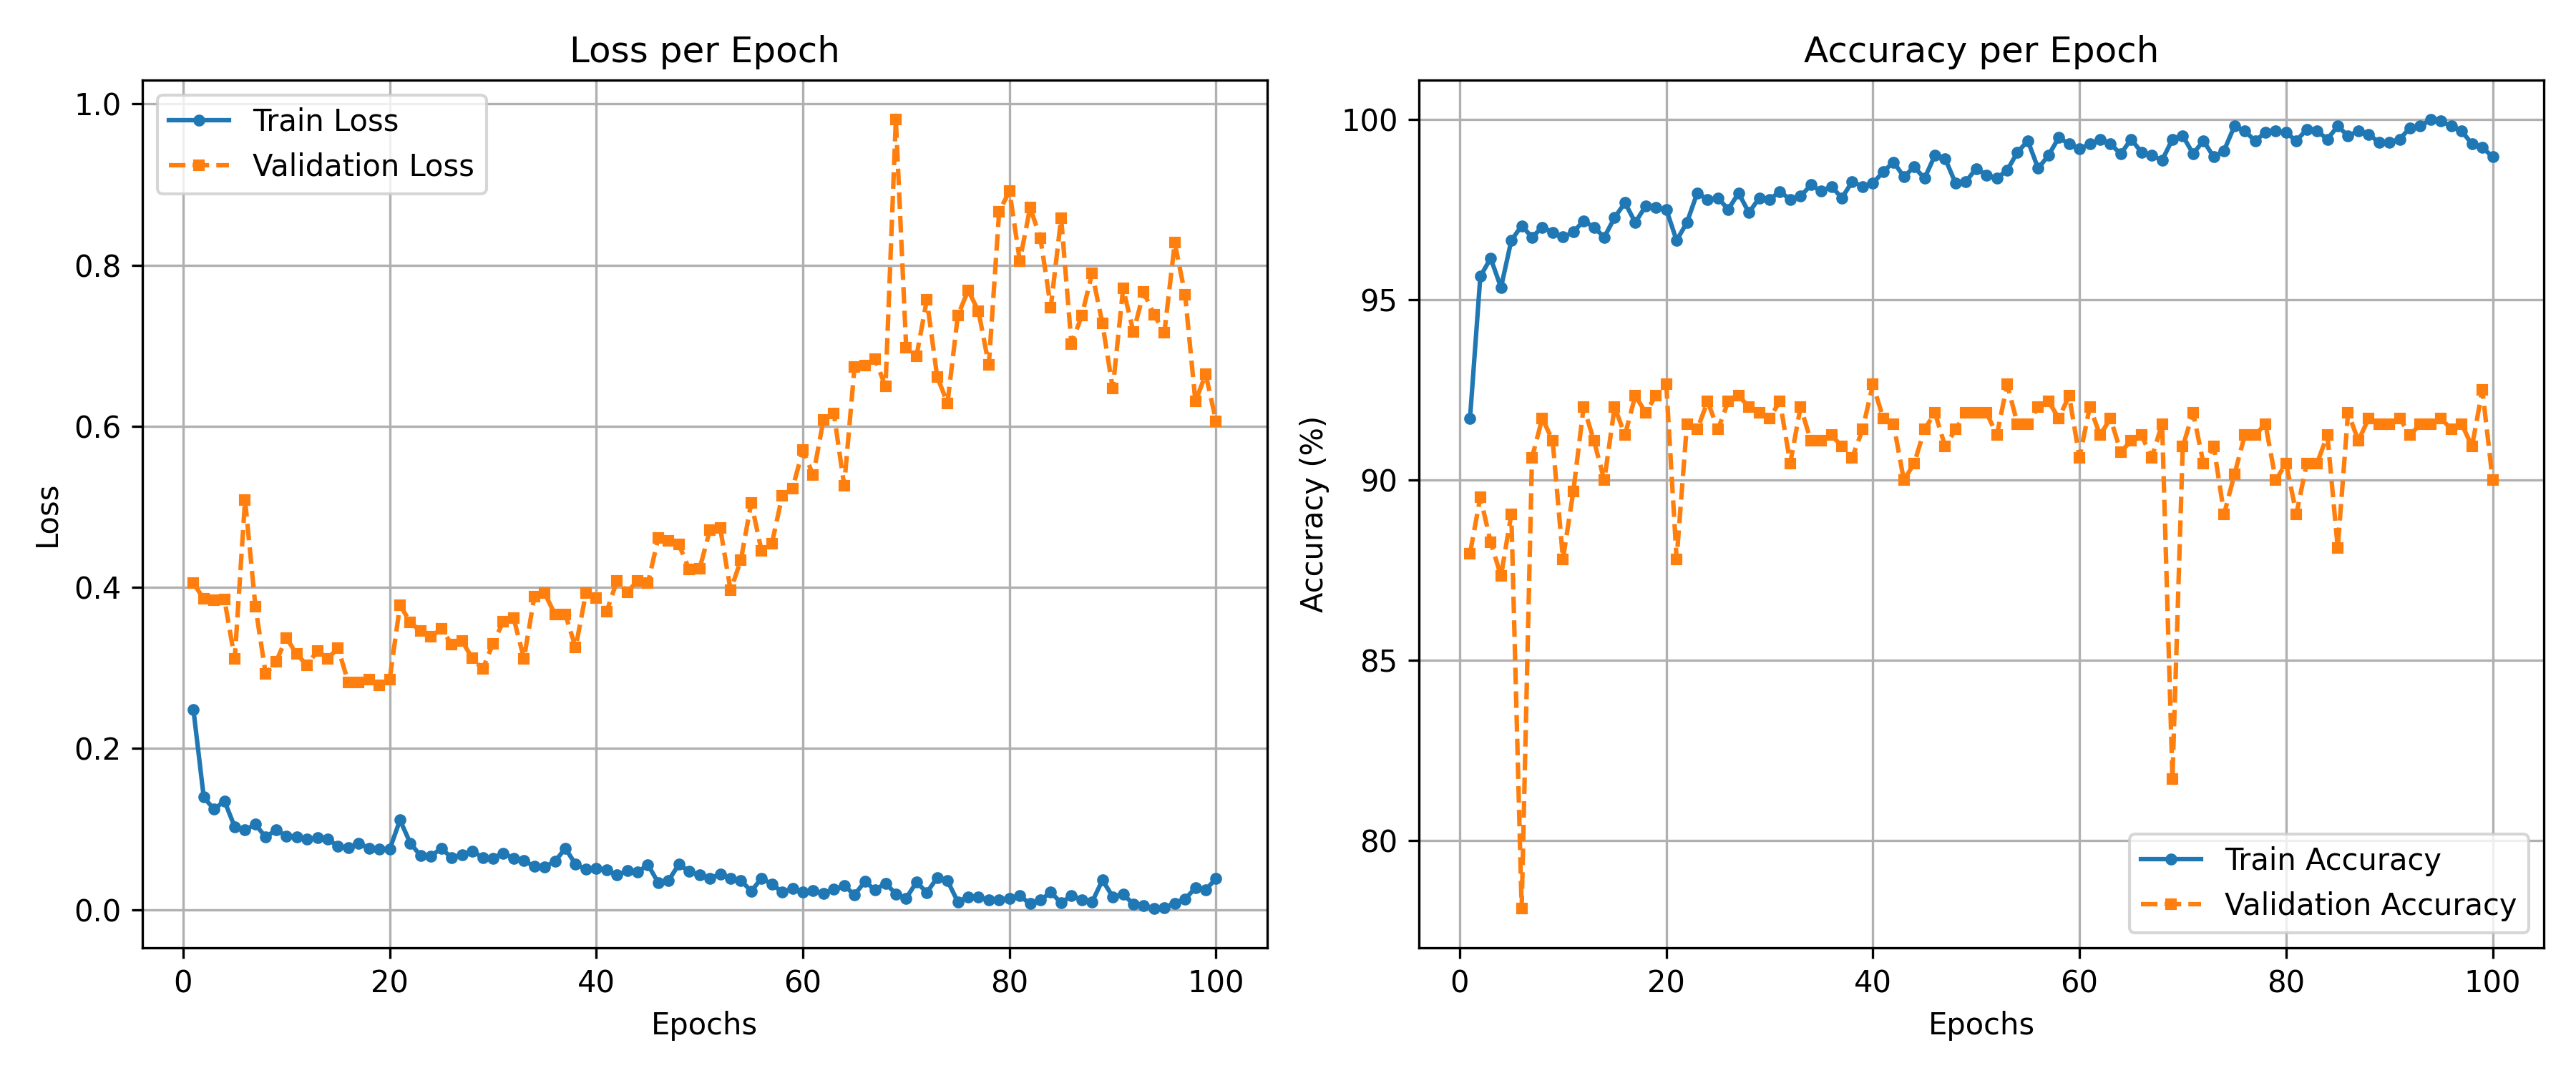 Loss per Epoch
Train Loss
Validation Loss
1.0
0.8
0.6
0.4
0.2
0.0
Loss
0
20
40
60
80
100
Epochs
Accuracy per Epoch
100
95
90
85
80
Accuracy (%)
Train Accuracy
Validation Accuracy
0
20
40
60
80
100
Epochs